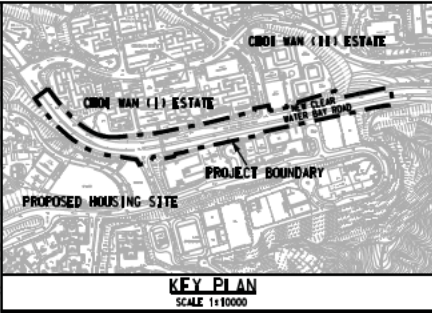 CHOI WAN (II) ESTATE
CHOI WAN (I) ESTATE
NEW CLEAR
WATER BAY ROAD
PROJECT BOUNDARY
PROPOSED HOUSING SITE
KEY PLAN
SCALE 1:10000